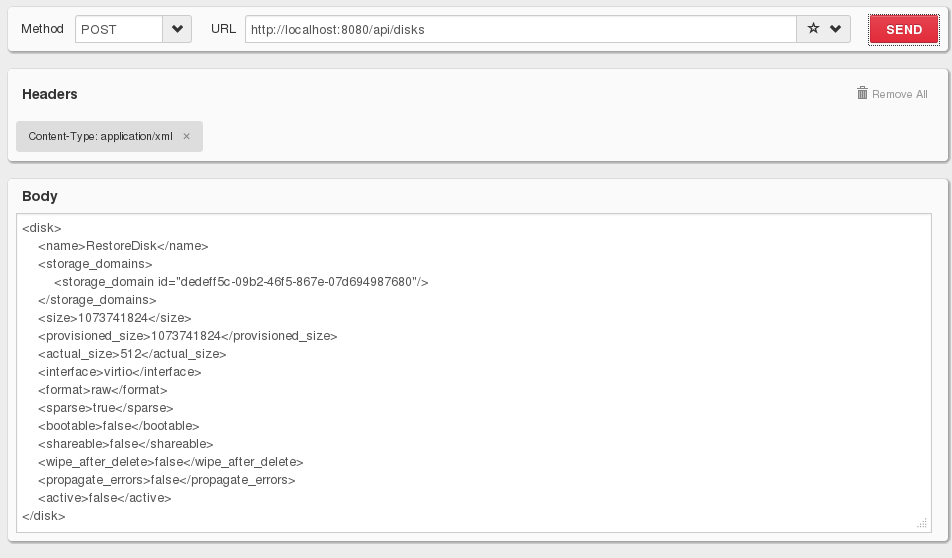 Method POST URL http://localhost:8080/api/disks SEND
Headers Remove All
Content-Type: application/xml ×
Body
<disk>
<name>RestoreDisk</name>
<storage_domains>
<storage_domain id="dedeff5c-09b2-46f5-867e-07d694987680"/>
</storage_domains>
<size>1073741824</size>
<provisioned_size>1073741824</provisioned_size>
<actual_size>512</actual_size>
<interface>virtio</interface>
<format>raw</format>
<sparse>true</sparse>
<bootable>false</bootable>
<shareable>false</shareable>
<wipe_after_delete>false</wipe_after_delete>
<propagate_errors>false</propagate_errors>
<active>false</active>
</disk>